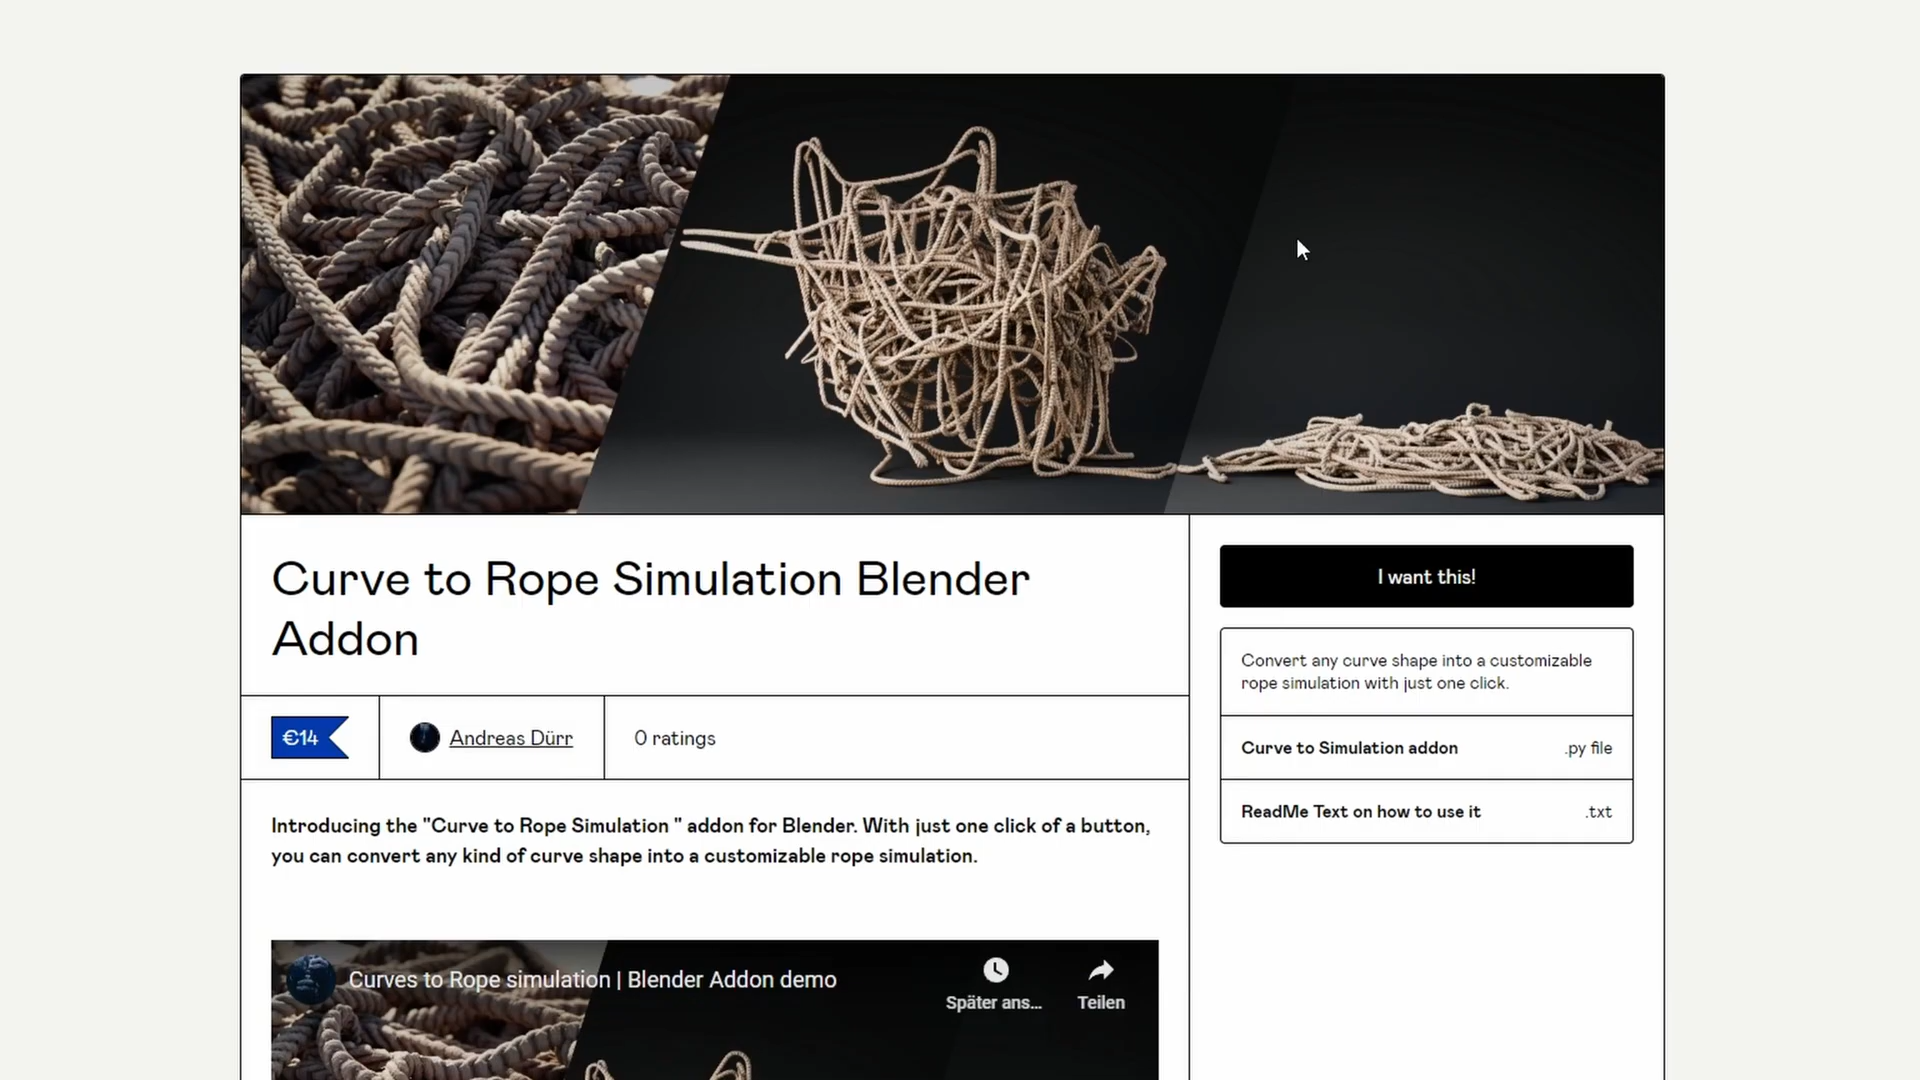 Curve to Rope Simulation Blender
Addon
€14
Andreas Dürr
0 ratings
Introducing the "Curve to Rope Simulation " addon for Blender. With just one click of a button,
you can convert any kind of curve shape into a customizable rope simulation.
Curves to Rope simulation | Blender Addon demo
Später ans...
Teilen
I want this!
Convert any curve shape into a customizable
rope simulation with just one click.
Curve to Simulation addon .py file
ReadMe Text on how to use it .txt